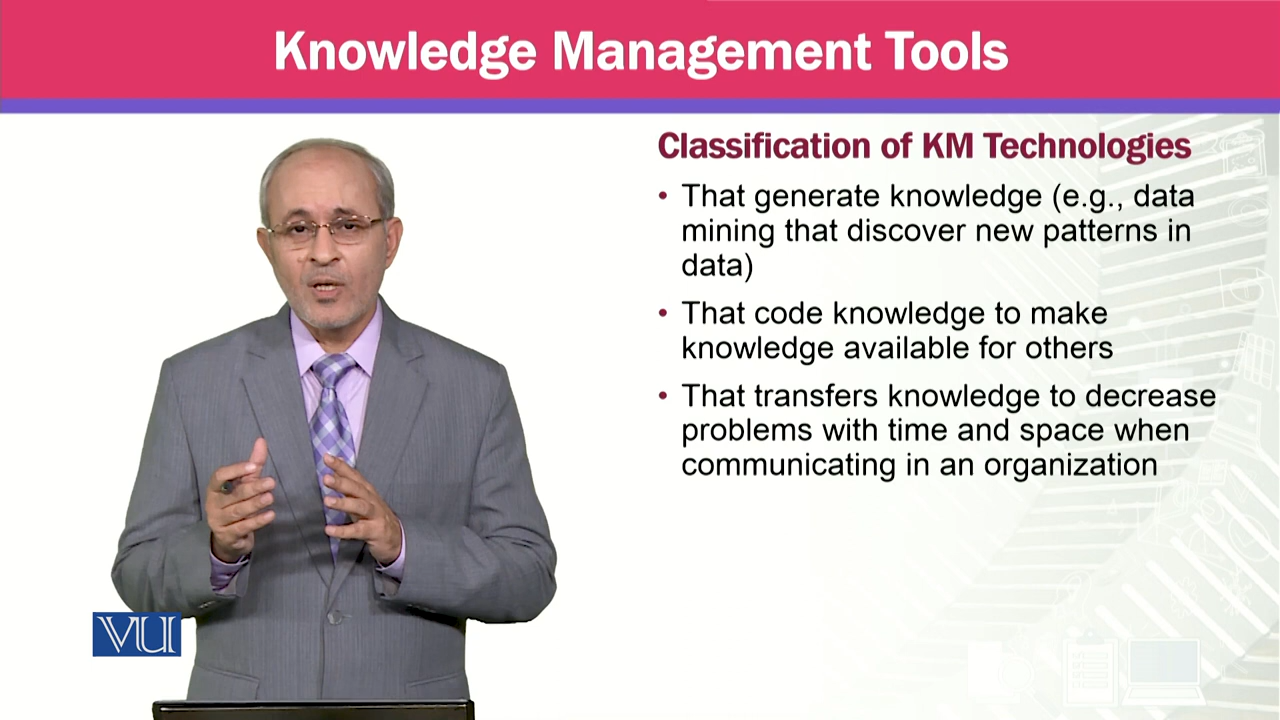 Knowledge Management Tools
Classification of KM Technologies
• That generate knowledge (e.g., data
mining that discover new patterns in
data)
• That code knowledge to make
knowledge available for others
• That transfers knowledge to decrease
problems with time and space when
communicating in an organization
VU